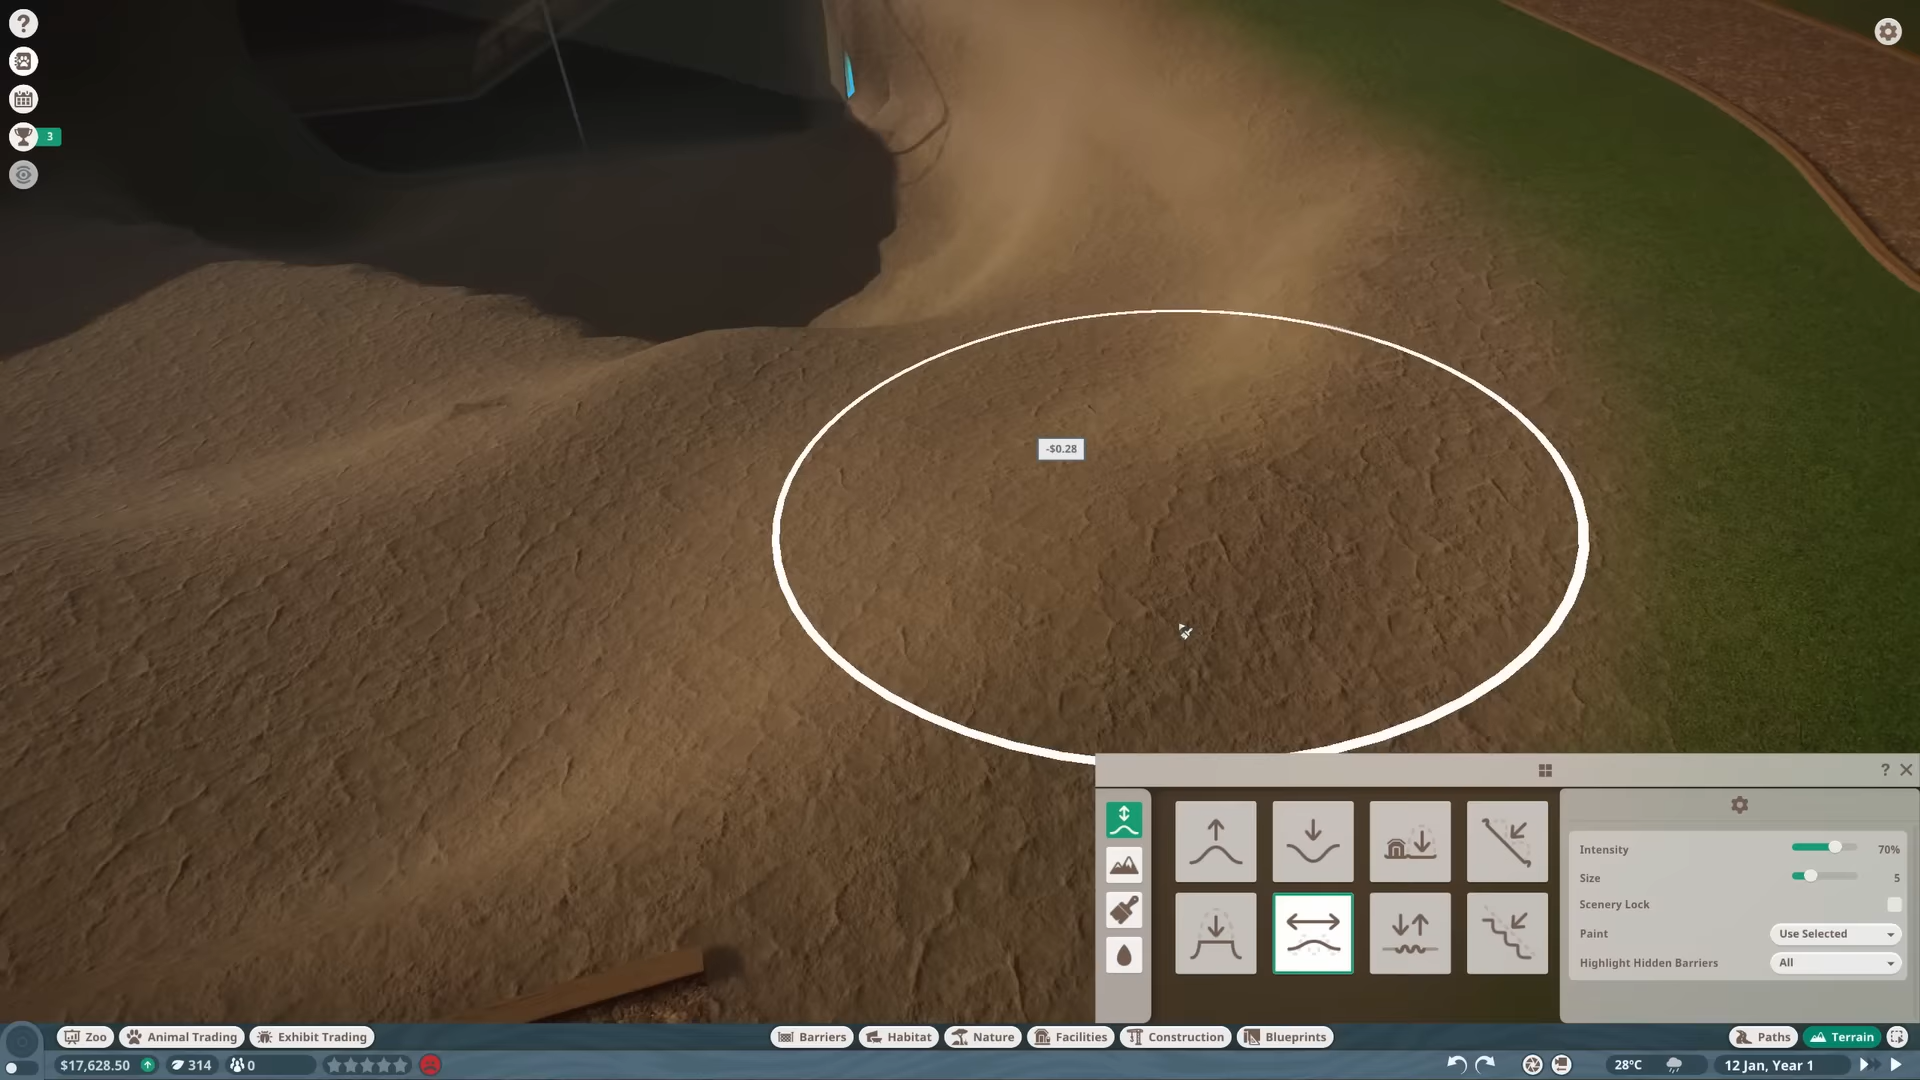 ?
3
-$0.28
?
Intensity 70%
Size 5
Scenery Lock
Paint Use Selected
Highlight Hidden Barriers All
Zoo Animal Trading Exhibit Trading Barriers Habitat Nature Facilities Construction Blueprints Paths Terrain
$17,628.50 314 0 28°C 12 Jan, Year 1